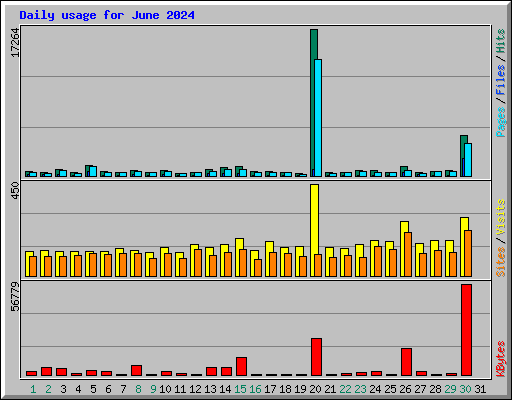 Daily usage for June 2024
17264
Pages / Files / Hits
450
Sites / Visits
56779
KBytes
1 2 3 4 5 6 7 8 9 10 11 12 13 14 15 16 17 18 19 20 21 22 23 24 25 26 27 28 29 30 31